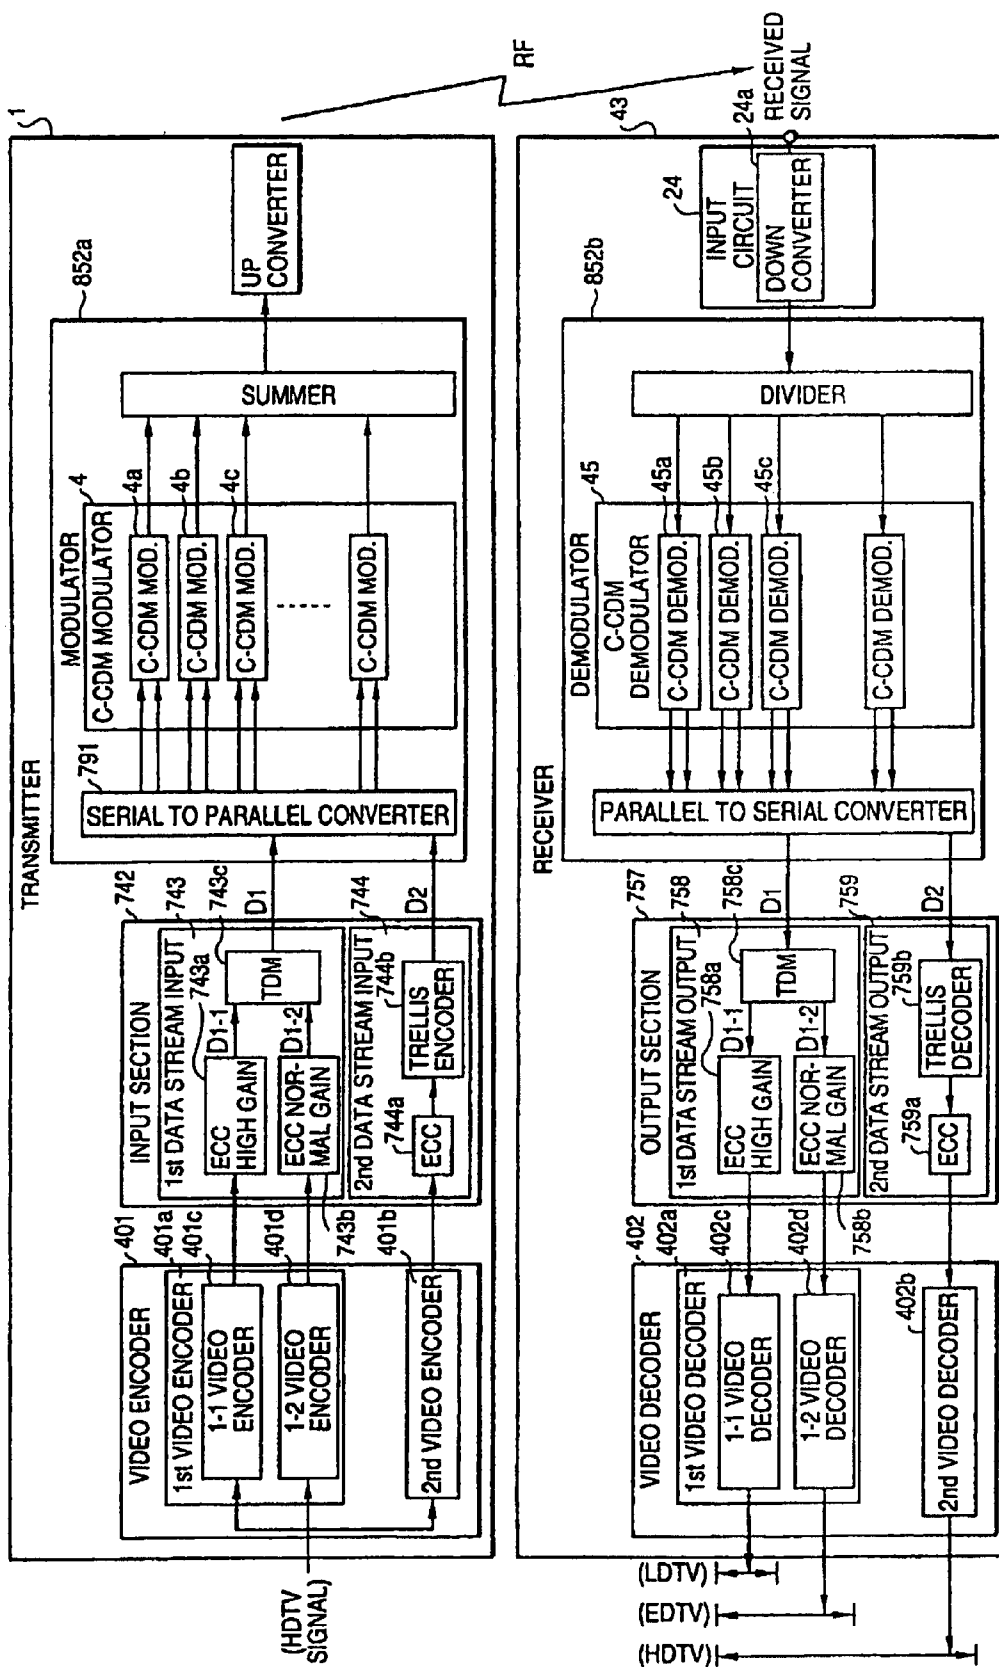 TRANSMITTER
1
VIDEO ENCODER
401
1st VIDEO ENCODER
401a
401c
1-1 VIDEO
ENCODER
401d
1-2 VIDEO
ENCODER
401b
2nd VIDEO ENCODER
(HDTV
SIGNAL)
INPUT SECTION
742
1st DATA STREAM INPUT
743
743a
743c
ECC
HIGH GAIN
D1-1
TDM
D1-2
ECC NOR-
MAL GAIN
743b
2nd DATA STREAM INPUT
744
744a
744b
ECC
TRELLIS
ENCODER
D1
D2
791
SERIAL TO PARALLEL CONVERTER
MODULATOR
852a
C-CDM MODULATOR
4
C-CDM MOD.
4a
C-CDM MOD.
4b
C-CDM MOD.
4c
C-CDM MOD.
SUMMER
UP
CONVERTER
RF
RECEIVED
SIGNAL
RECEIVER
43
INPUT
CIRCUIT
24
24a
DOWN
CONVERTER
852b
DIVIDER
DEMODULATOR
C-CDM
DEMODULATOR
45
C-CDM DEMOD.
45a
C-CDM DEMOD.
45b
C-CDM DEMOD.
45c
C-CDM DEMOD.
PARALLEL TO SERIAL CONVERTER
D1
D2
OUTPUT SECTION
757
1st DATA STREAM OUTPUT
758
758a
758c
TDM
D1-1
D1-2
ECC
HIGH GAIN
ECC NOR-
MAL GAIN
758b
2nd DATA STREAM OUTPUT
759
759a
759b
TRELLIS
DECODER
ECC
VIDEO DECODER
402
1st VIDEO DECODER
402a
402c
1-1 VIDEO
DECODER
402d
1-2 VIDEO
DECODER
402b
2nd VIDEO DECODER
(LDTV)
(EDTV)
(HDTV)